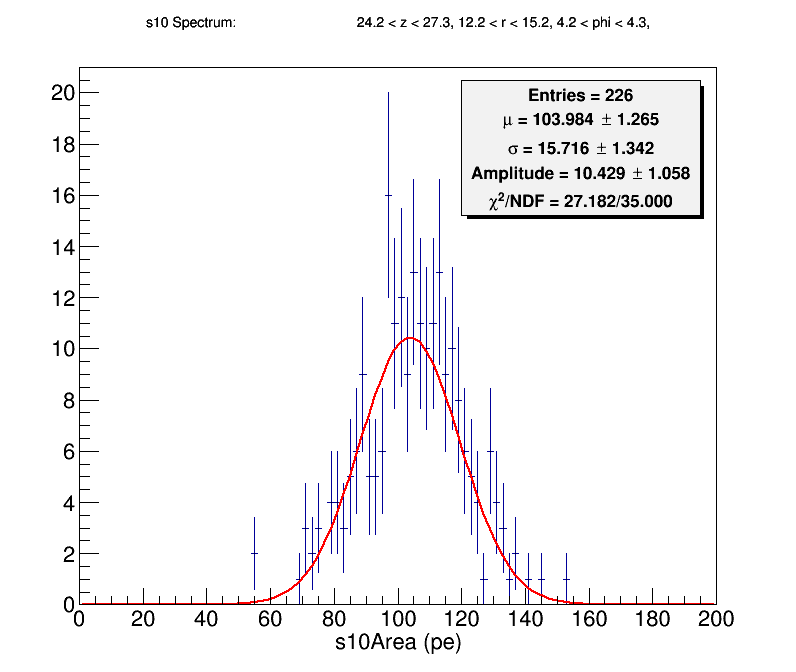 s10 Spectrum: 24.2 < z < 27.3, 12.2 < r < 15.2, 4.2 < phi < 4.3,
Entries = 226
μ = 103.984 ± 1.265
σ = 15.716 ± 1.342
Amplitude = 10.429 ± 1.058
χ²/NDF = 27.182/35.000
20
18
16
14
12
10
8
6
4
2
0
0 20 40 60 80 100 120 140 160 180 200
s10Area (pe)